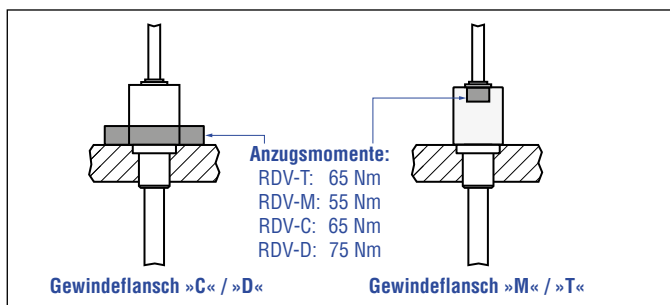 Anzugsmomente:
RDV-T: 65 Nm
RDV-M: 55 Nm
RDV-C: 65 Nm
RDV-D: 75 Nm
Gewindeflansch »C« / »D«
Gewindeflansch »M« / »T«